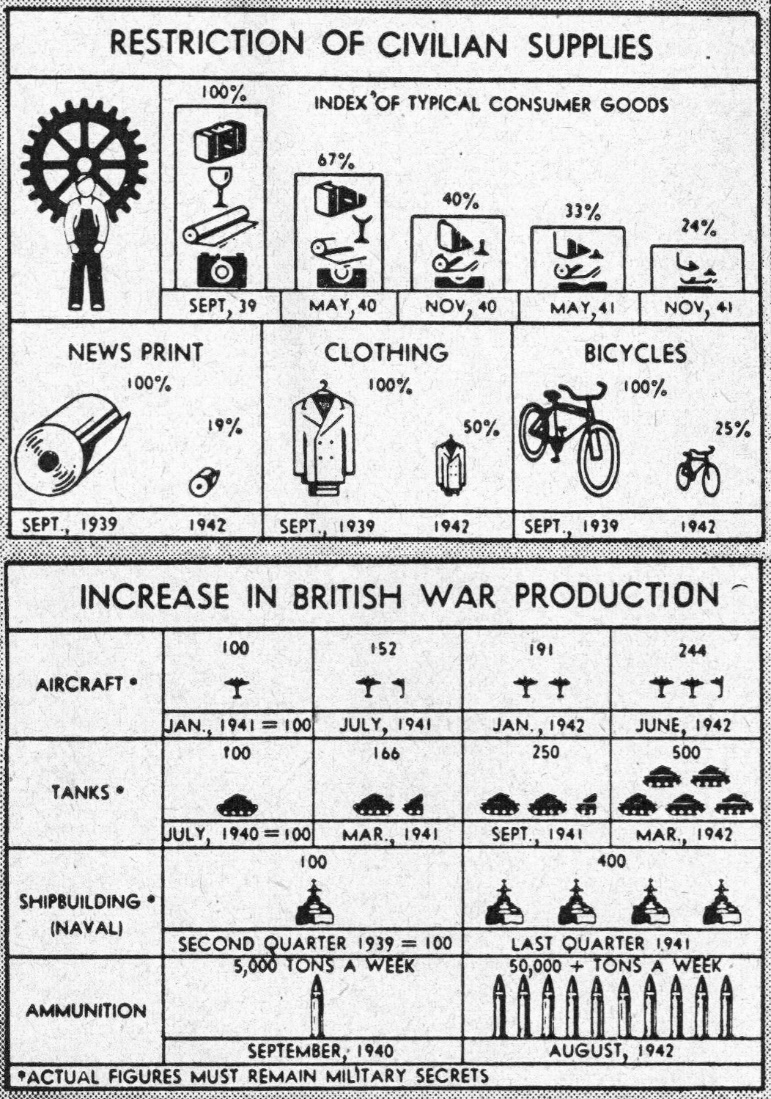 RESTRICTION OF CIVILIAN SUPPLIES
INDEX OF TYPICAL CONSUMER GOODS
100%
67%
40%
33%
24%
SEPT, 39
MAY, 40
NOV, 40
MAY, 41
NOV, 41
NEWS PRINT
100%
19%
SEPT., 1939
1942
CLOTHING
100%
50%
SEPT., 1939
1942
BICYCLES
100%
25%
SEPT., 1939
1942
INCREASE IN BRITISH WAR PRODUCTION
AIRCRAFT *
100
152
191
244
JAN., 1941 = 100
JULY, 1941
JAN., 1942
JUNE, 1942
TANKS *
100
166
250
500
JULY, 1940 = 100
MAR., 1941
SEPT., 1941
MAR., 1942
SHIPBUILDING *
(NAVAL)
100
400
SECOND QUARTER 1939 = 100
LAST QUARTER 1941
AMMUNITION
5,000 TONS A WEEK
50,000 + TONS A WEEK
SEPTEMBER, 1940
AUGUST, 1942
*ACTUAL FIGURES MUST REMAIN MILITARY SECRETS